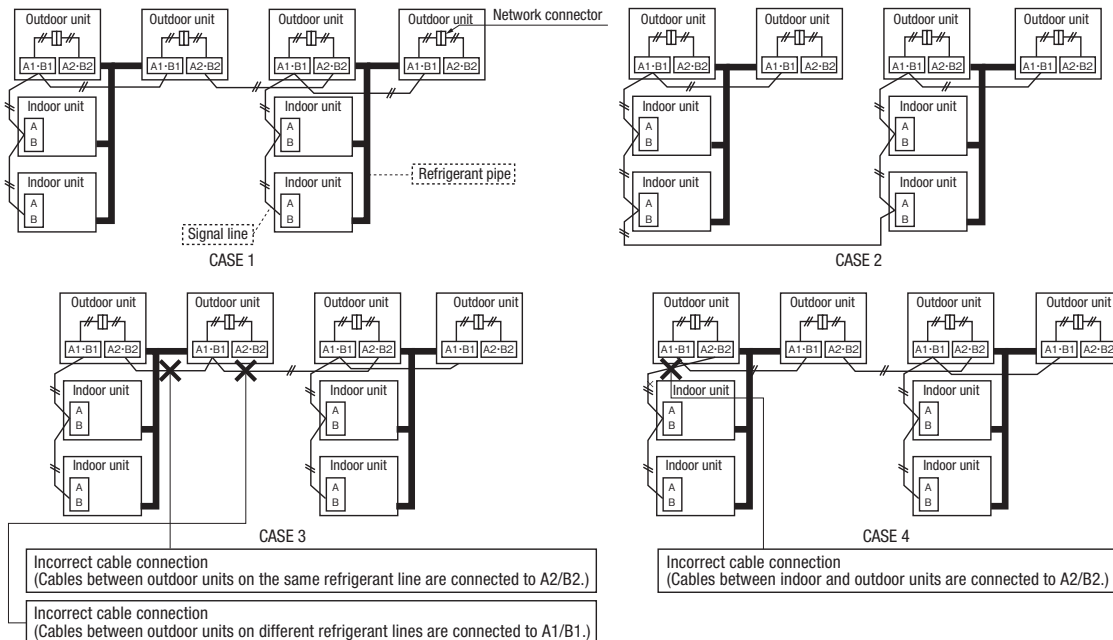 Outdoor unit Outdoor unit Outdoor unit Outdoor unit Network connector
A1·B1 A2·B2 A1·B1 A2·B2 A1·B1 A2·B2 A1·B1 A2·B2
Indoor unit Indoor unit
A A
B B
Refrigerant pipe
Indoor unit Indoor unit
A A
B B
Signal line
CASE 1
Outdoor unit Outdoor unit Outdoor unit Outdoor unit
A1·B1 A2·B2 A1·B1 A2·B2 A1·B1 A2·B2 A1·B1 A2·B2
Indoor unit Indoor unit
A A
B B
Indoor unit Indoor unit
A A
B B
CASE 2
Outdoor unit Outdoor unit Outdoor unit Outdoor unit
A1·B1 A2·B2 A1·B1 A2·B2 A1·B1 A2·B2 A1·B1 A2·B2
Indoor unit Indoor unit
A A
B B
Indoor unit Indoor unit
A A
B B
CASE 3
Incorrect cable connection
(Cables between outdoor units on the same refrigerant line are connected to A2/B2.)
Incorrect cable connection
(Cables between outdoor units on different refrigerant lines are connected to A1/B1.)
Outdoor unit Outdoor unit Outdoor unit Outdoor unit
A1·B1 A2·B2 A1·B1 A2·B2 A1·B1 A2·B2 A1·B1 A2·B2
Indoor unit Indoor unit
A A
B B
Indoor unit Indoor unit
A A
B B
CASE 4
Incorrect cable connection
(Cables between indoor and outdoor units are connected to A2/B2.)